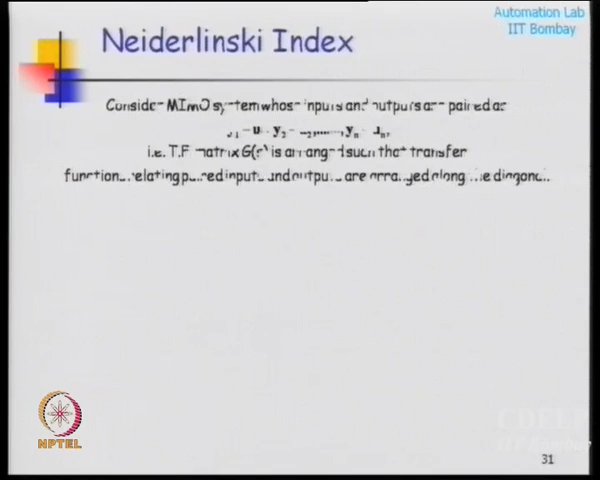 Automation Lab
IIT Bombay
Neiderlinski Index
Consider MIMO system whose inputs and outputs are paired as
i.e. T.F matrix G(s) is arranged such that transfer
functions relating paired inputs and outputs are arranged along the diagonal
NPTEL
31